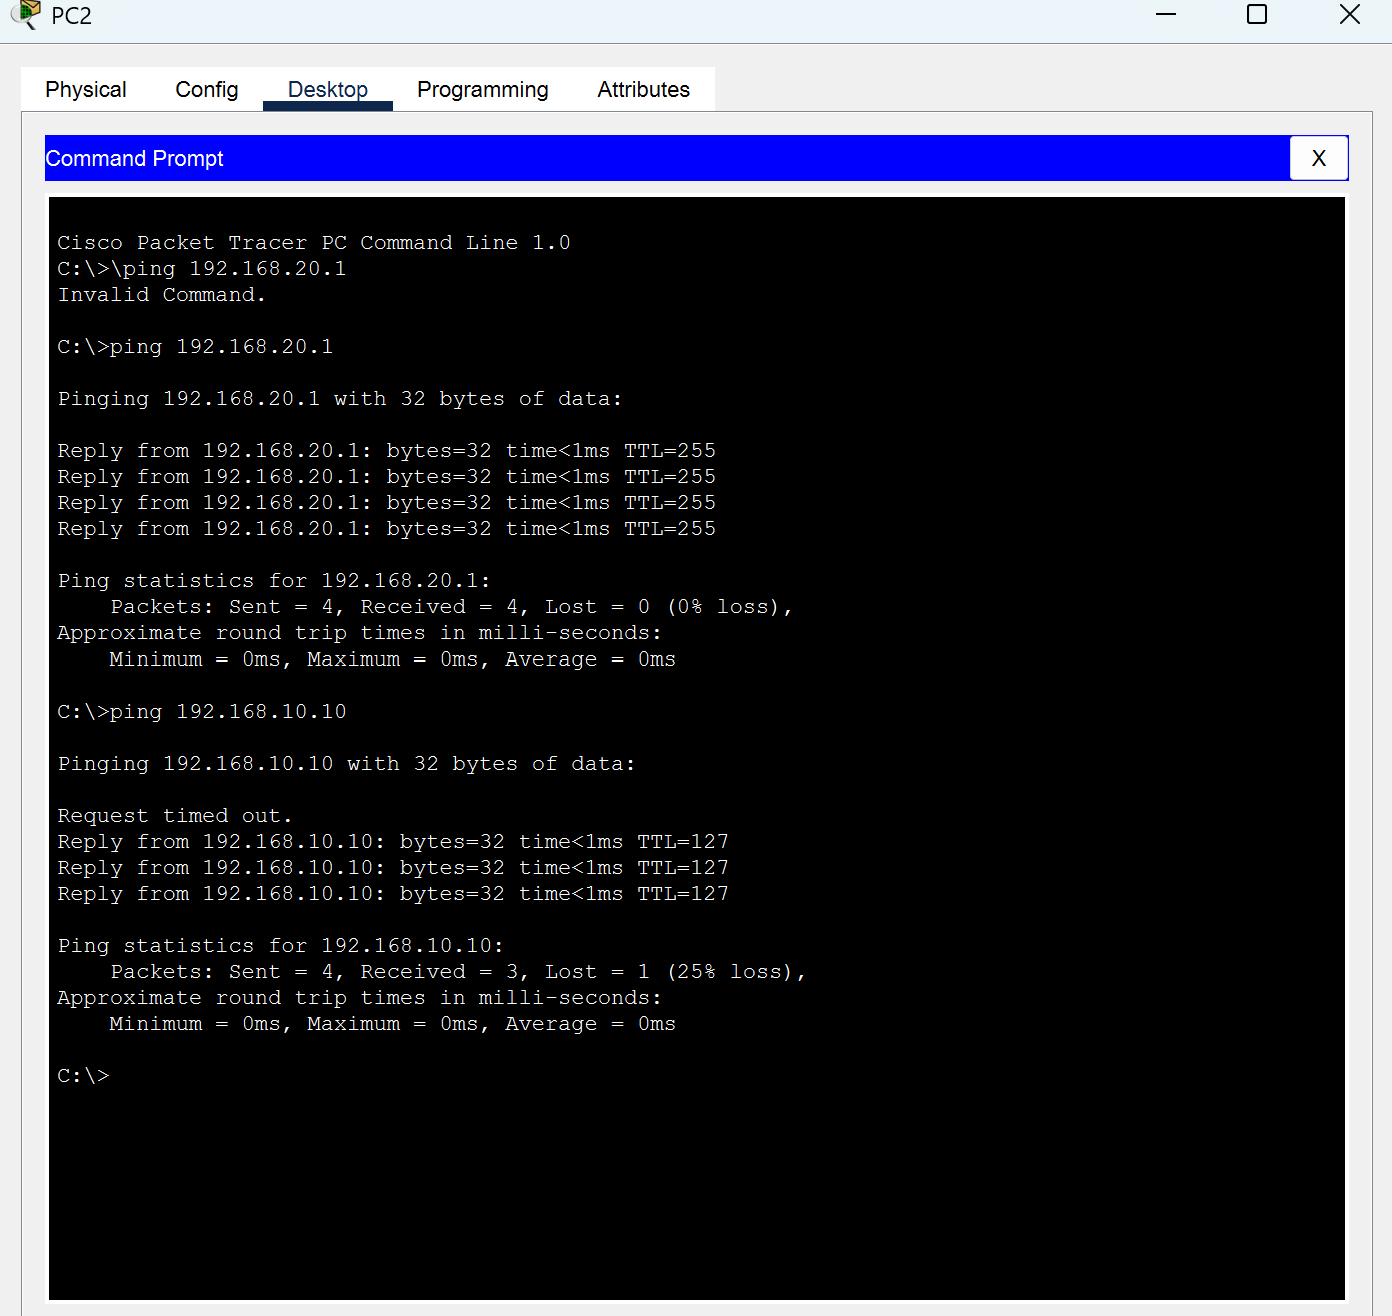 PC2
Physical Config Desktop Programming Attributes
Command Prompt X
Cisco Packet Tracer PC Command Line 1.0
C:\>\ping 192.168.20.1
Invalid Command.
C:\>ping 192.168.20.1
Pinging 192.168.20.1 with 32 bytes of data:
Reply from 192.168.20.1: bytes=32 time<1ms TTL=255
Reply from 192.168.20.1: bytes=32 time<1ms TTL=255
Reply from 192.168.20.1: bytes=32 time<1ms TTL=255
Reply from 192.168.20.1: bytes=32 time<1ms TTL=255
Ping statistics for 192.168.20.1:
Packets: Sent = 4, Received = 4, Lost = 0 (0% loss),
Approximate round trip times in milli-seconds:
Minimum = 0ms, Maximum = 0ms, Average = 0ms
C:\>ping 192.168.10.10
Pinging 192.168.10.10 with 32 bytes of data:
Request timed out.
Reply from 192.168.10.10: bytes=32 time<1ms TTL=127
Reply from 192.168.10.10: bytes=32 time<1ms TTL=127
Reply from 192.168.10.10: bytes=32 time<1ms TTL=127
Ping statistics for 192.168.10.10:
Packets: Sent = 4, Received = 3, Lost = 1 (25% loss),
Approximate round trip times in milli-seconds:
Minimum = 0ms, Maximum = 0ms, Average = 0ms
C:\>